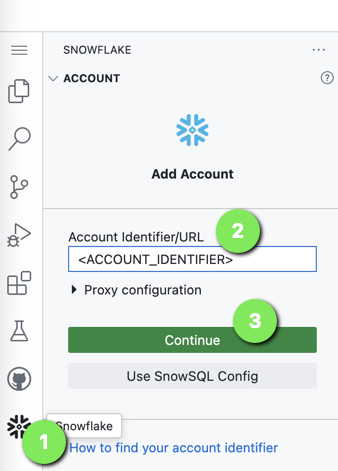 SNOWFLAKE ...
ACCOUNT ?
Add Account
Account Identifier/URL 2
<ACCOUNT_IDENTIFIER>
Proxy configuration
3
Continue
Use SnowSQL Config
Snowflake
1
How to find your account identifier